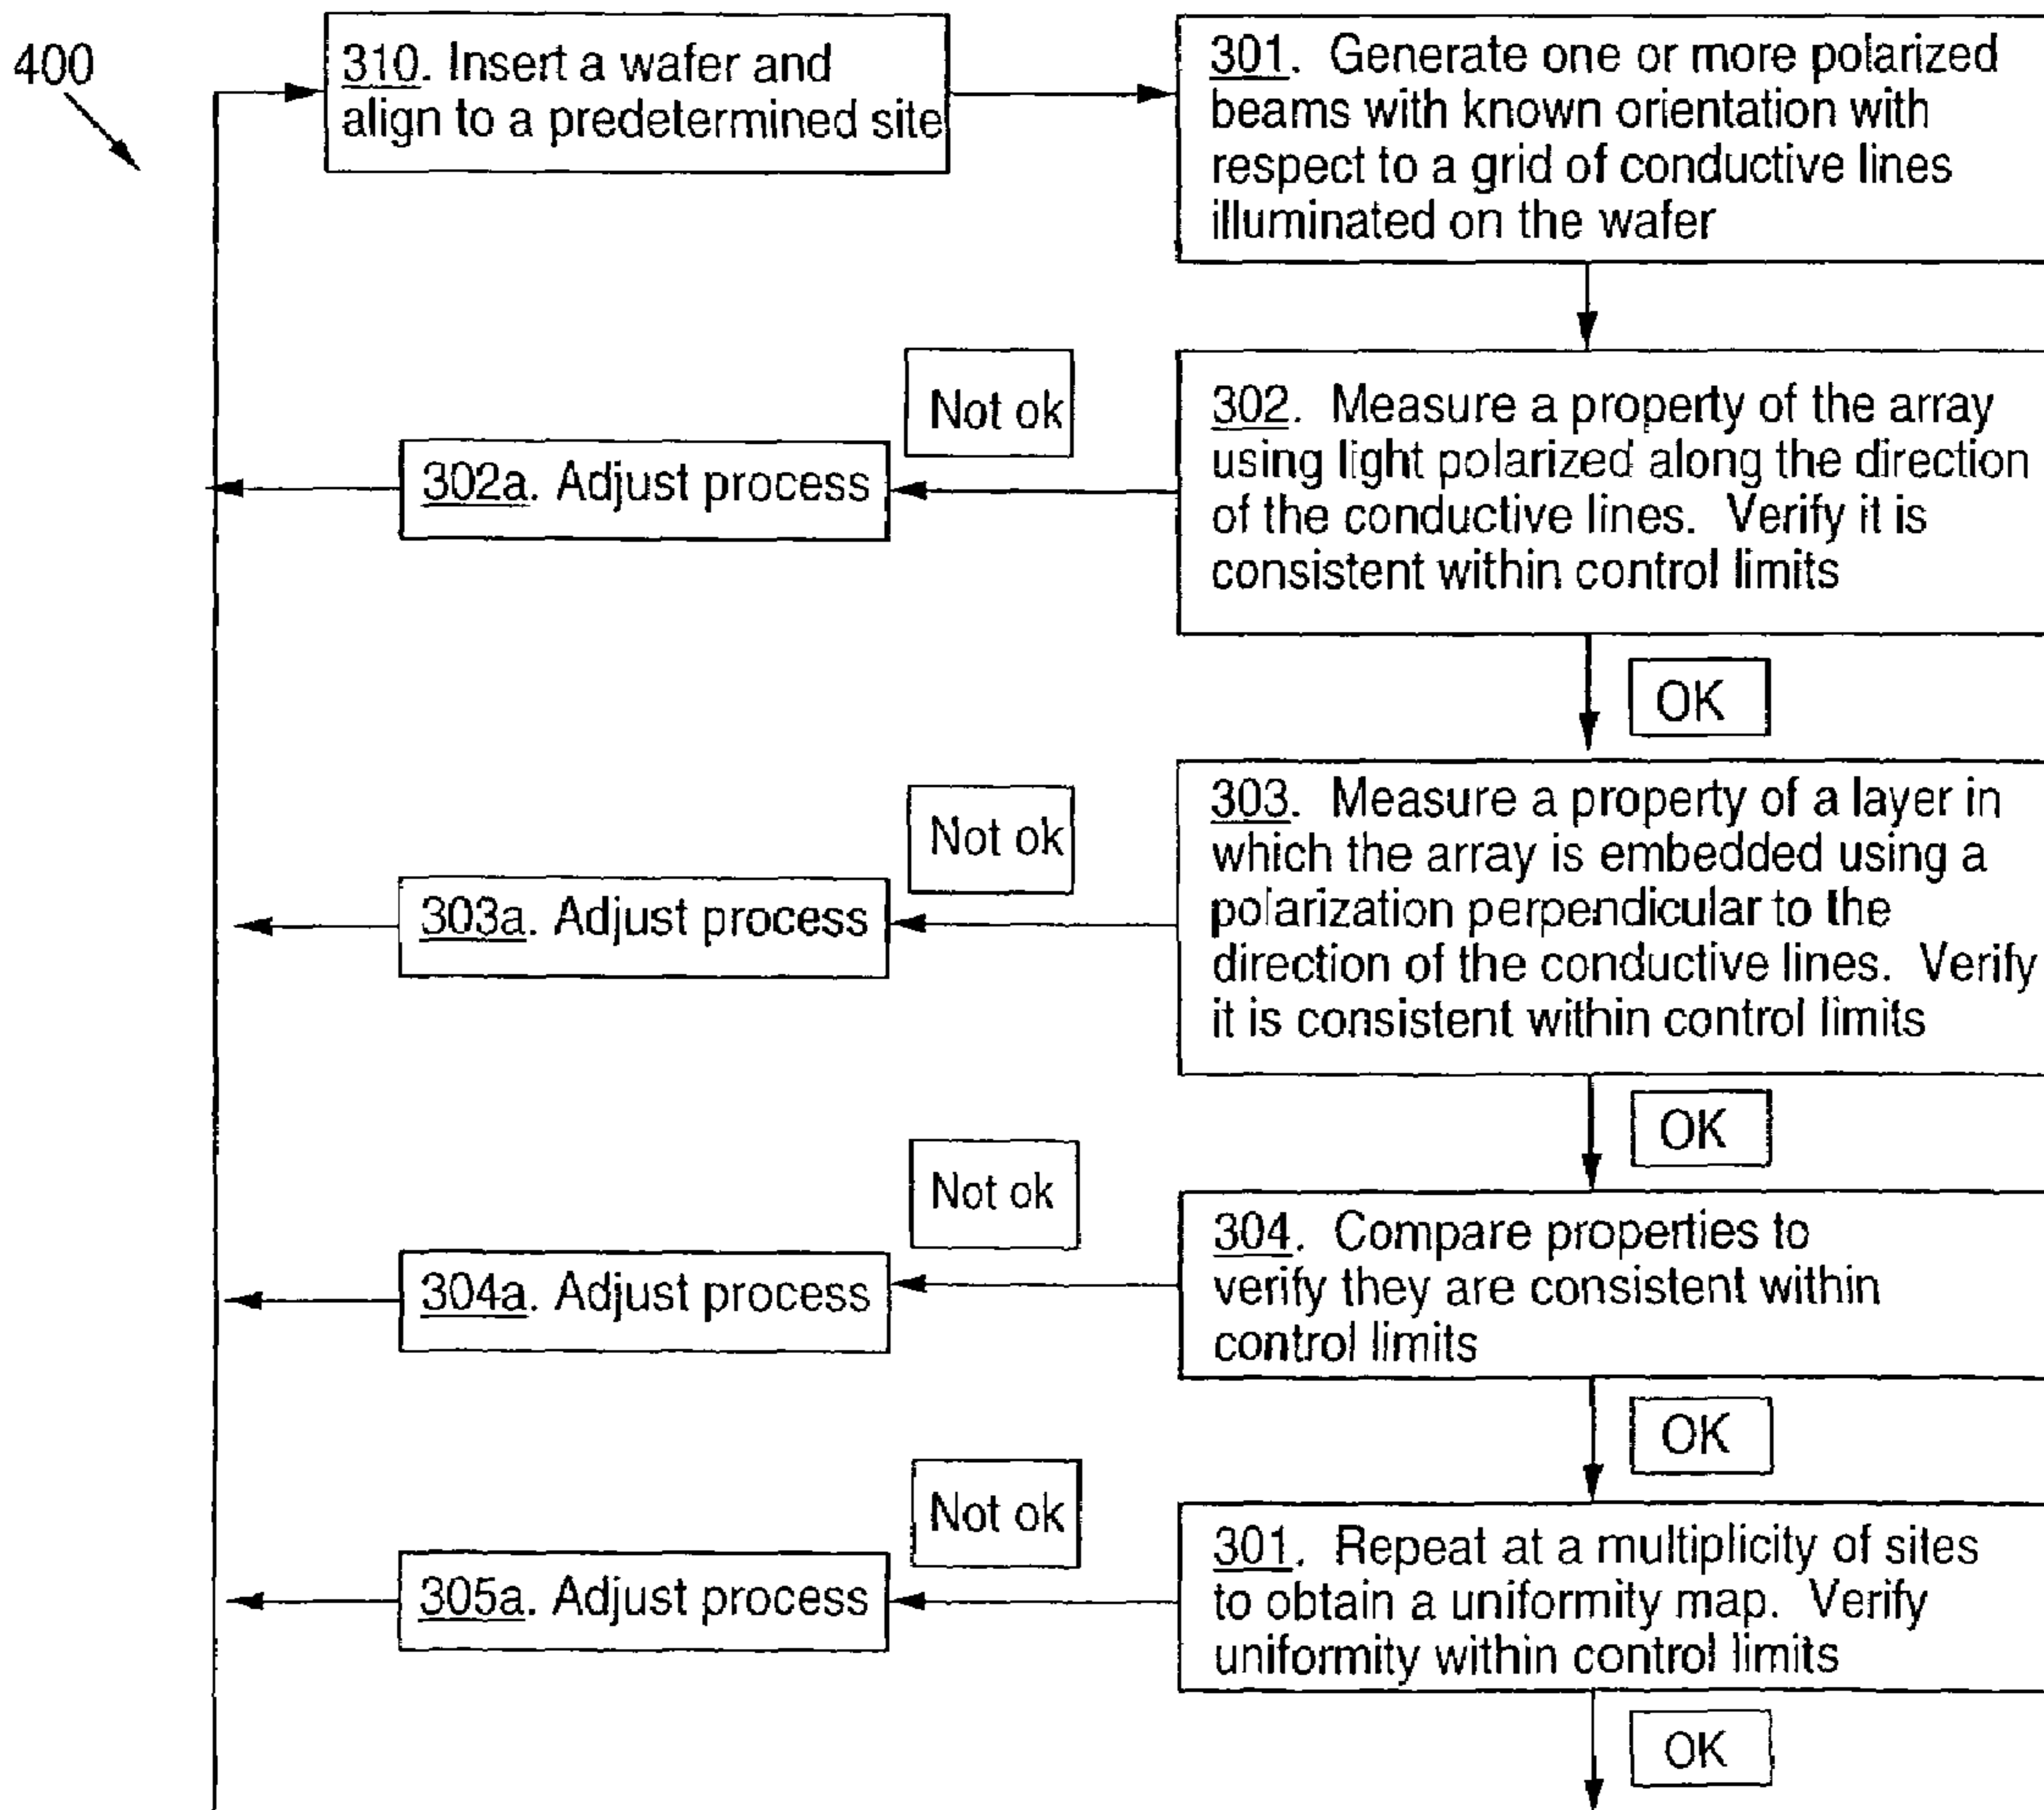 400
310. Insert a wafer and
align to a predetermined site
301. Generate one or more polarized
beams with known orientation with
respect to a grid of conductive lines
illuminated on the wafer
Not ok
302a. Adjust process
302. Measure a property of the array
using light polarized along the direction
of the conductive lines. Verify it is
consistent within control limits
OK
Not ok
303a. Adjust process
303. Measure a property of a layer in
which the array is embedded using a
polarization perpendicular to the
direction of the conductive lines. Verify
it is consistent within control limits
OK
Not ok
304a. Adjust process
304. Compare properties to
verify they are consistent within
control limits
OK
Not ok
305a. Adjust process
301. Repeat at a multiplicity of sites
to obtain a uniformity map. Verify
uniformity within control limits
OK